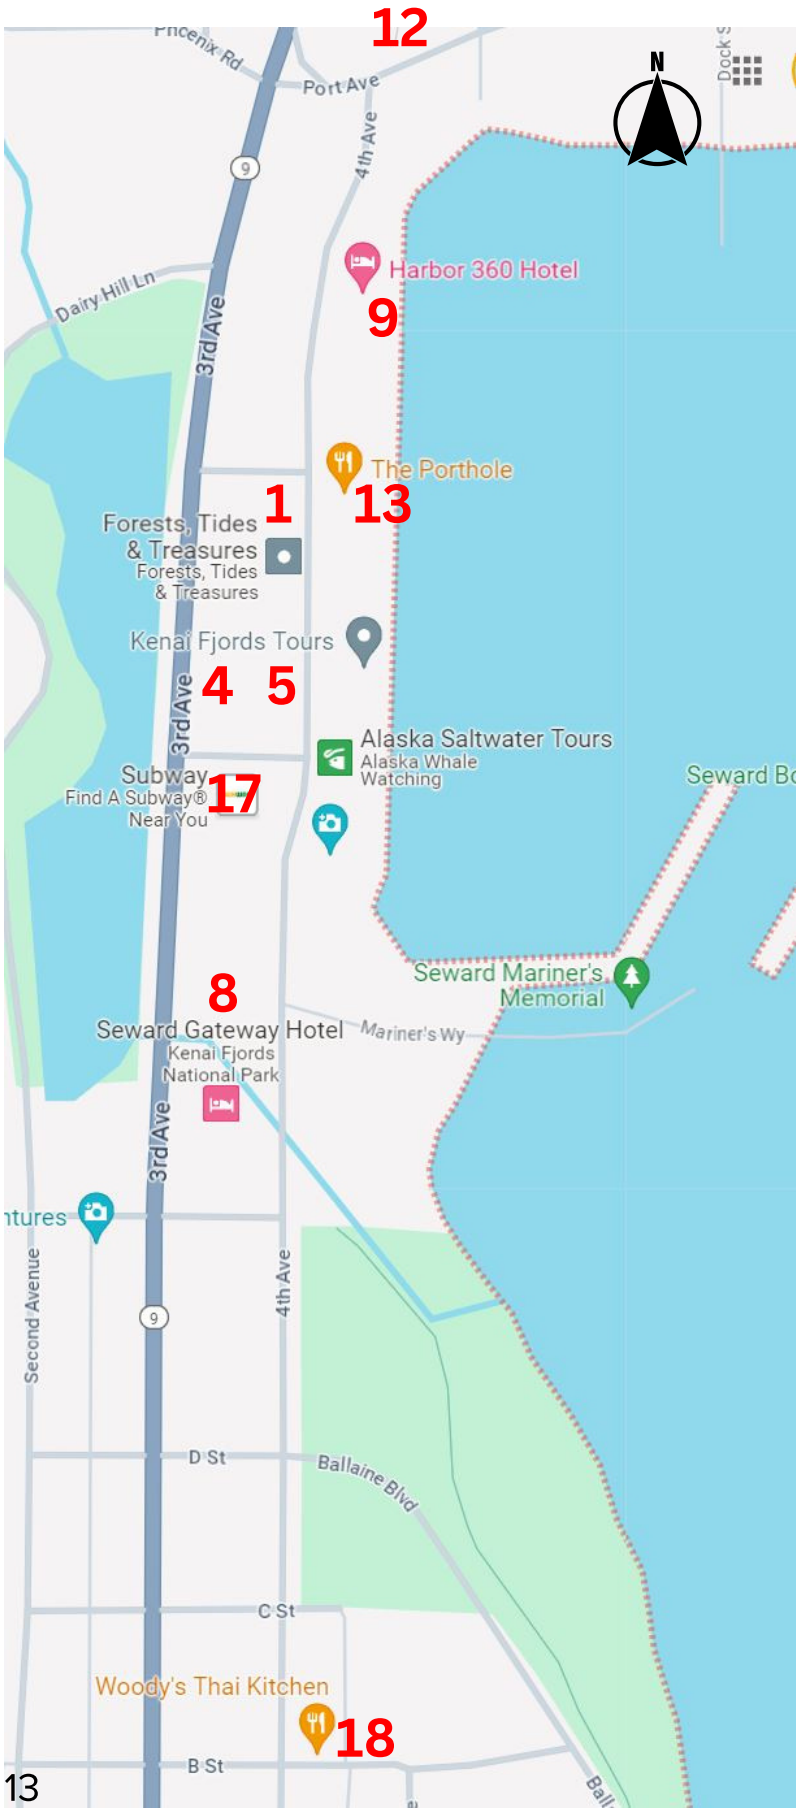 12
Phoenix Rd
Port Ave
4th Ave
N
Dock S
9
Harbor 360 Hotel
9
Dairy Hill Ln
3rd Ave
The Porthole
1
13
Forests, Tides
& Treasures
Forests, Tides
& Treasures
Kenai Fjords Tours
4
5
3rd Ave
Alaska Saltwater Tours
Alaska Whale
Watching
Subway
Find A Subway®
Near You
17
Seward Bo
8
Seward Mariner's
Memorial
Seward Gateway Hotel
Kenai Fjords
National Park
Mariner's Wy
3rd Ave
ntures
Second Avenue
4th Ave
9
D St
Ballaine Blvd
C St
Woody's Thai Kitchen
18
B St
13
Balla
e